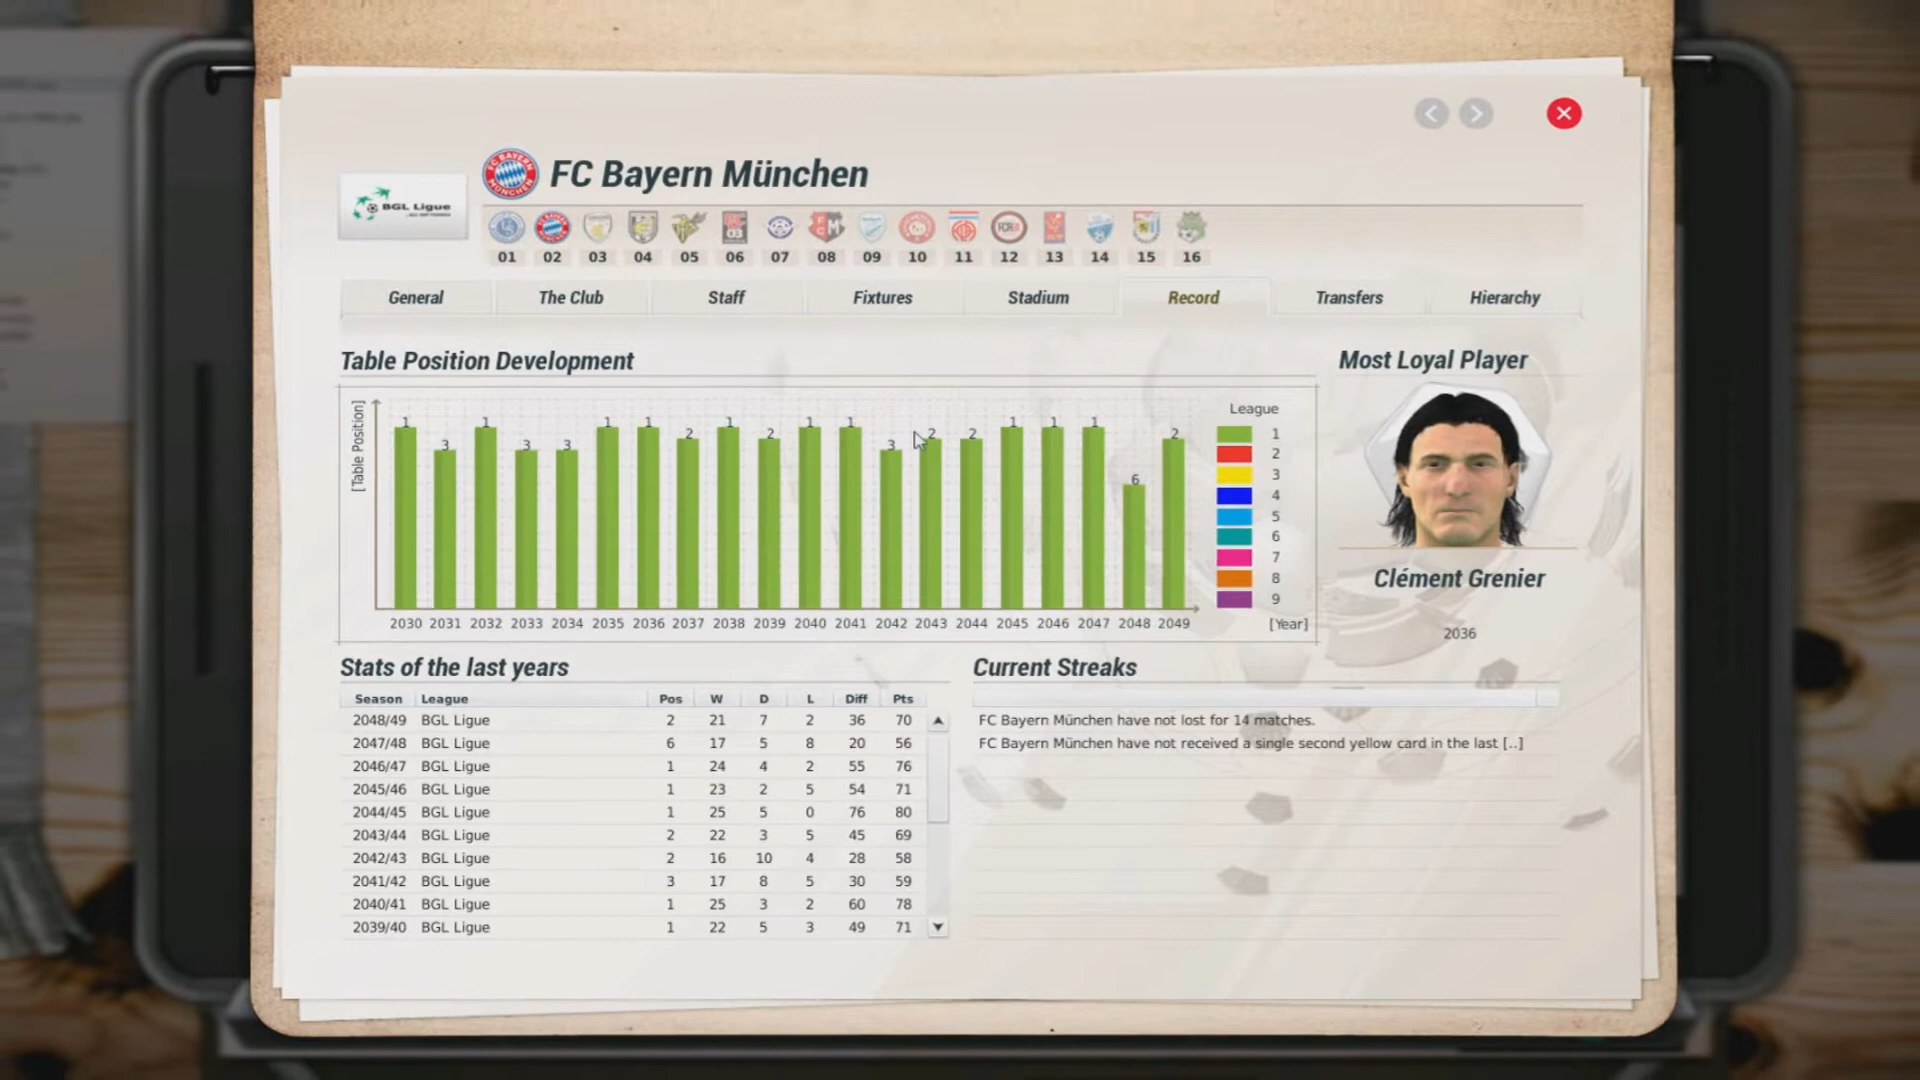 FC Bayern München
BGL Ligue
01 02 03 04 05 06 07 08 09 10 11 12 13 14 15 16
General The Club Staff Fixtures Stadium Record Transfers Hierarchy
Table Position Development
Most Loyal Player
[Table Position]
1 3 1 3 3 1 1 2 1 2 1 1 3 2 2 1 1 1 6 2
League
1
2
3
4
5
6
7
8
9
2030 2031 2032 2033 2034 2035 2036 2037 2038 2039 2040 2041 2042 2043 2044 2045 2046 2047 2048 2049 [Year]
Clément Grenier
2036
Stats of the last years
Season League Pos W D L Diff Pts
2048/49 BGL Ligue 2 21 7 2 36 70
2047/48 BGL Ligue 6 17 5 8 20 56
2046/47 BGL Ligue 1 24 4 2 55 76
2045/46 BGL Ligue 1 23 2 5 54 71
2044/45 BGL Ligue 1 25 5 0 76 80
2043/44 BGL Ligue 2 22 3 5 45 69
2042/43 BGL Ligue 2 16 10 4 28 58
2041/42 BGL Ligue 3 17 8 5 30 59
2040/41 BGL Ligue 1 25 3 2 60 78
2039/40 BGL Ligue 1 22 5 3 49 71
Current Streaks
FC Bayern München have not lost for 14 matches.
FC Bayern München have not received a single second yellow card in the last [..]